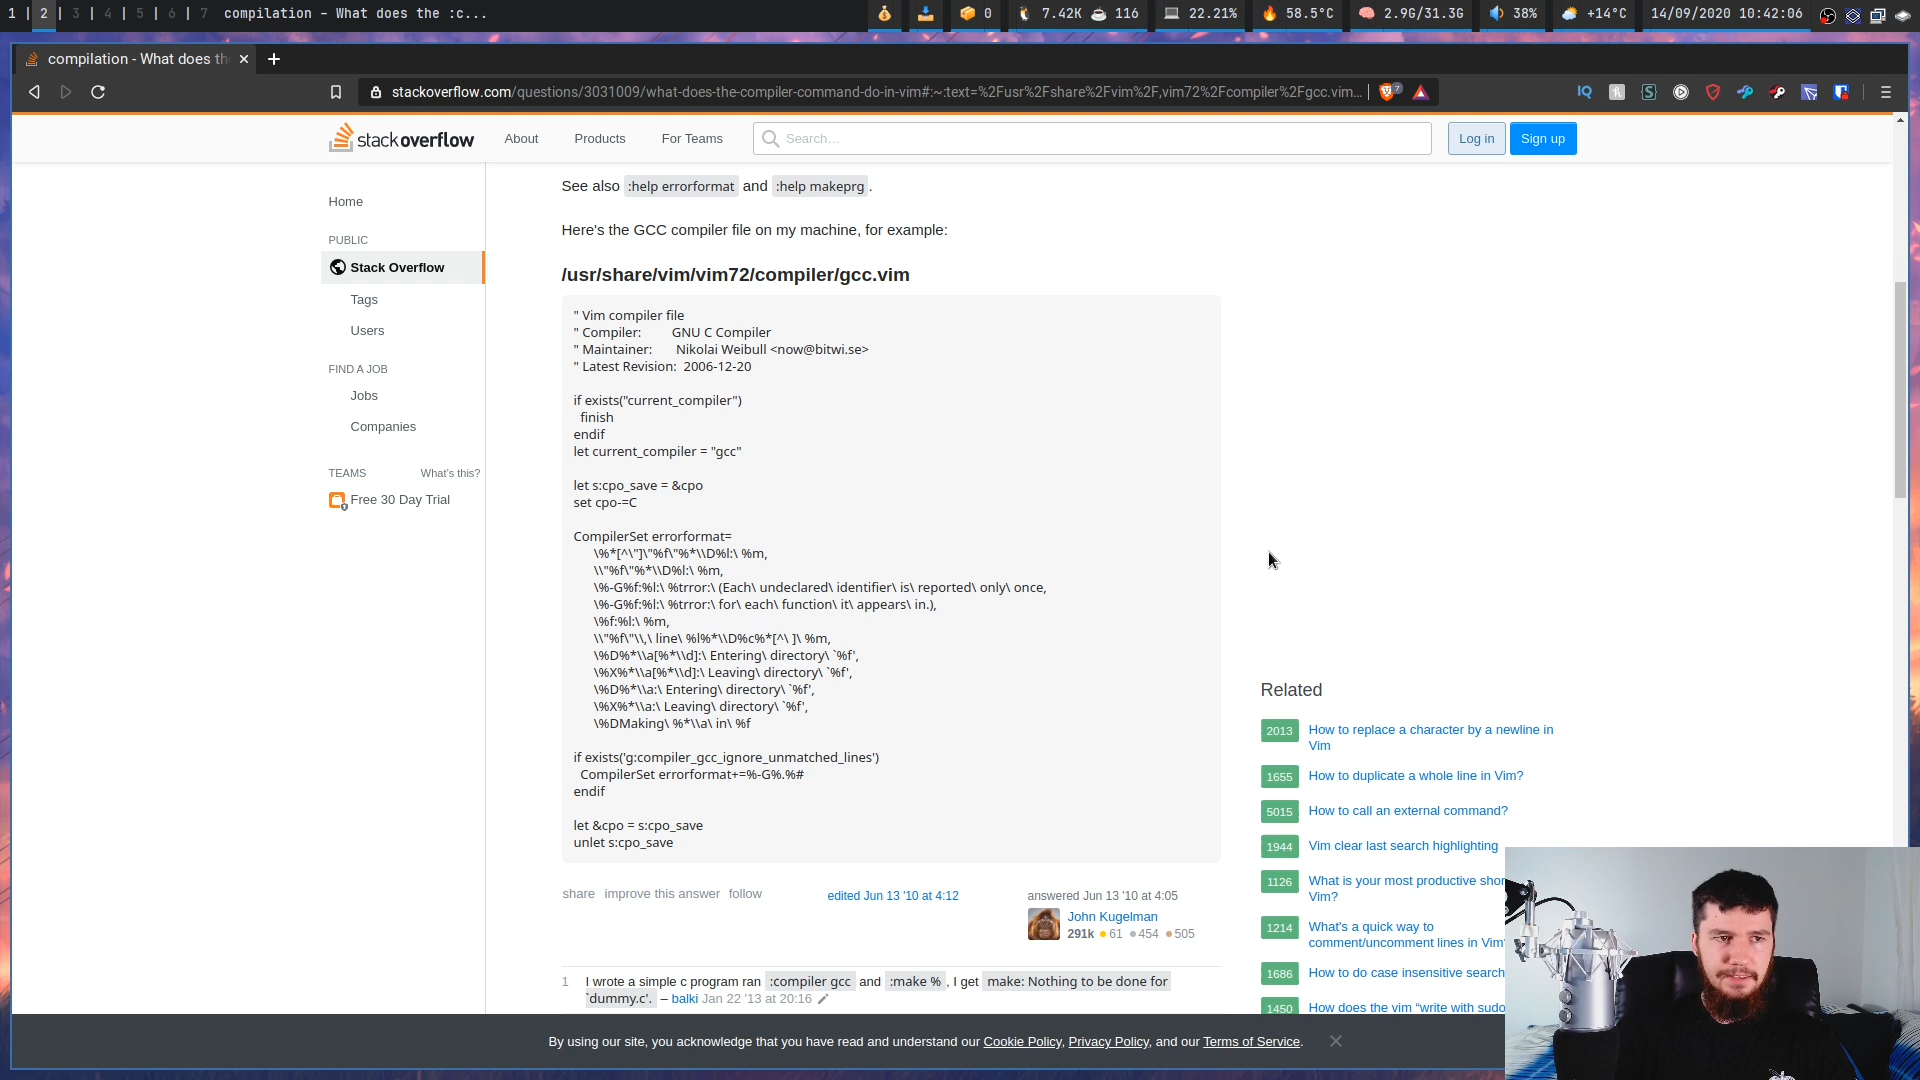 1 | 2 | 3 | 4 | 5 | 6 | 7 compilation – What does the :c...
0 7.42K 116 22.21% 58.5°C 2.9G/31.3G 38% +14°C 14/09/2020 10:42:06
compilation - What does the
stackoverflow.com/questions/3031009/what-does-the-compiler-command-do-in-vim#:~:text=%2Fusr%2Fshare%2Fvim%2F,vim72%2Fcompiler%2Fgcc.vim...
7
IQ
stackoverflow About Products For Teams Search... Log in Sign up
Home
PUBLIC
Stack Overflow
Tags
Users
FIND A JOB
Jobs
Companies
TEAMS What's this?
Free 30 Day Trial
See also :help errorformat and :help makeprg .
Here's the GCC compiler file on my machine, for example:
/usr/share/vim/vim72/compiler/gcc.vim
" Vim compiler file
" Compiler: GNU C Compiler
" Maintainer: Nikolai Weibull <now@bitwi.se>
" Latest Revision: 2006-12-20
if exists("current_compiler")
finish
endif
let current_compiler = "gcc"
let s:cpo_save = &cpo
set cpo-=C
CompilerSet errorformat=
\%*[^\"]\"%f\"%*\\D%l:\ %m,
\\"%f\"%*\\D%l:\ %m,
\%-G%f:%l:\ %trror:\ (Each\ undeclared\ identifier\ is\ reported\ only\ once,
\%-G%f:%l:\ %trror:\ for\ each\ function\ it\ appears\ in.),
\%f:%l:\ %m,
\\"%f\"\\,\ line\ %l%*\\D%c%*[^\ ]\ %m,
\%D%*\\a[%*\\d]:\ Entering\ directory\ `%f',
\%X%*\\a[%*\\d]:\ Leaving\ directory\ `%f',
\%D%*\\a:\ Entering\ directory\ `%f',
\%X%*\\a:\ Leaving\ directory\ `%f',
\%DMaking\ %*\\a\ in\ %f
if exists('g:compiler_gcc_ignore_unmatched_lines')
CompilerSet errorformat+=%-G%.%#
endif
let &cpo = s:cpo_save
unlet s:cpo_save
share improve this answer follow
edited Jun 13 '10 at 4:12
answered Jun 13 '10 at 4:05
John Kugelman
291k 61 454 505
1 I wrote a simple c program ran :compiler gcc and :make % , I get make: Nothing to be done for
`dummy.c'. – balki Jan 22 '13 at 20:16
Related
2013 How to replace a character by a newline in
Vim
1655 How to duplicate a whole line in Vim?
5015 How to call an external command?
1944 Vim clear last search highlighting
1126 What is your most productive
Vim?
1214 What's a quick way to
comment/uncomment lines in Vim
1686 How to do case insensitive search
1450 How does the vim "write with sudo
By using our site, you acknowledge that you have read and understand our Cookie Policy, Privacy Policy, and our Terms of Service.